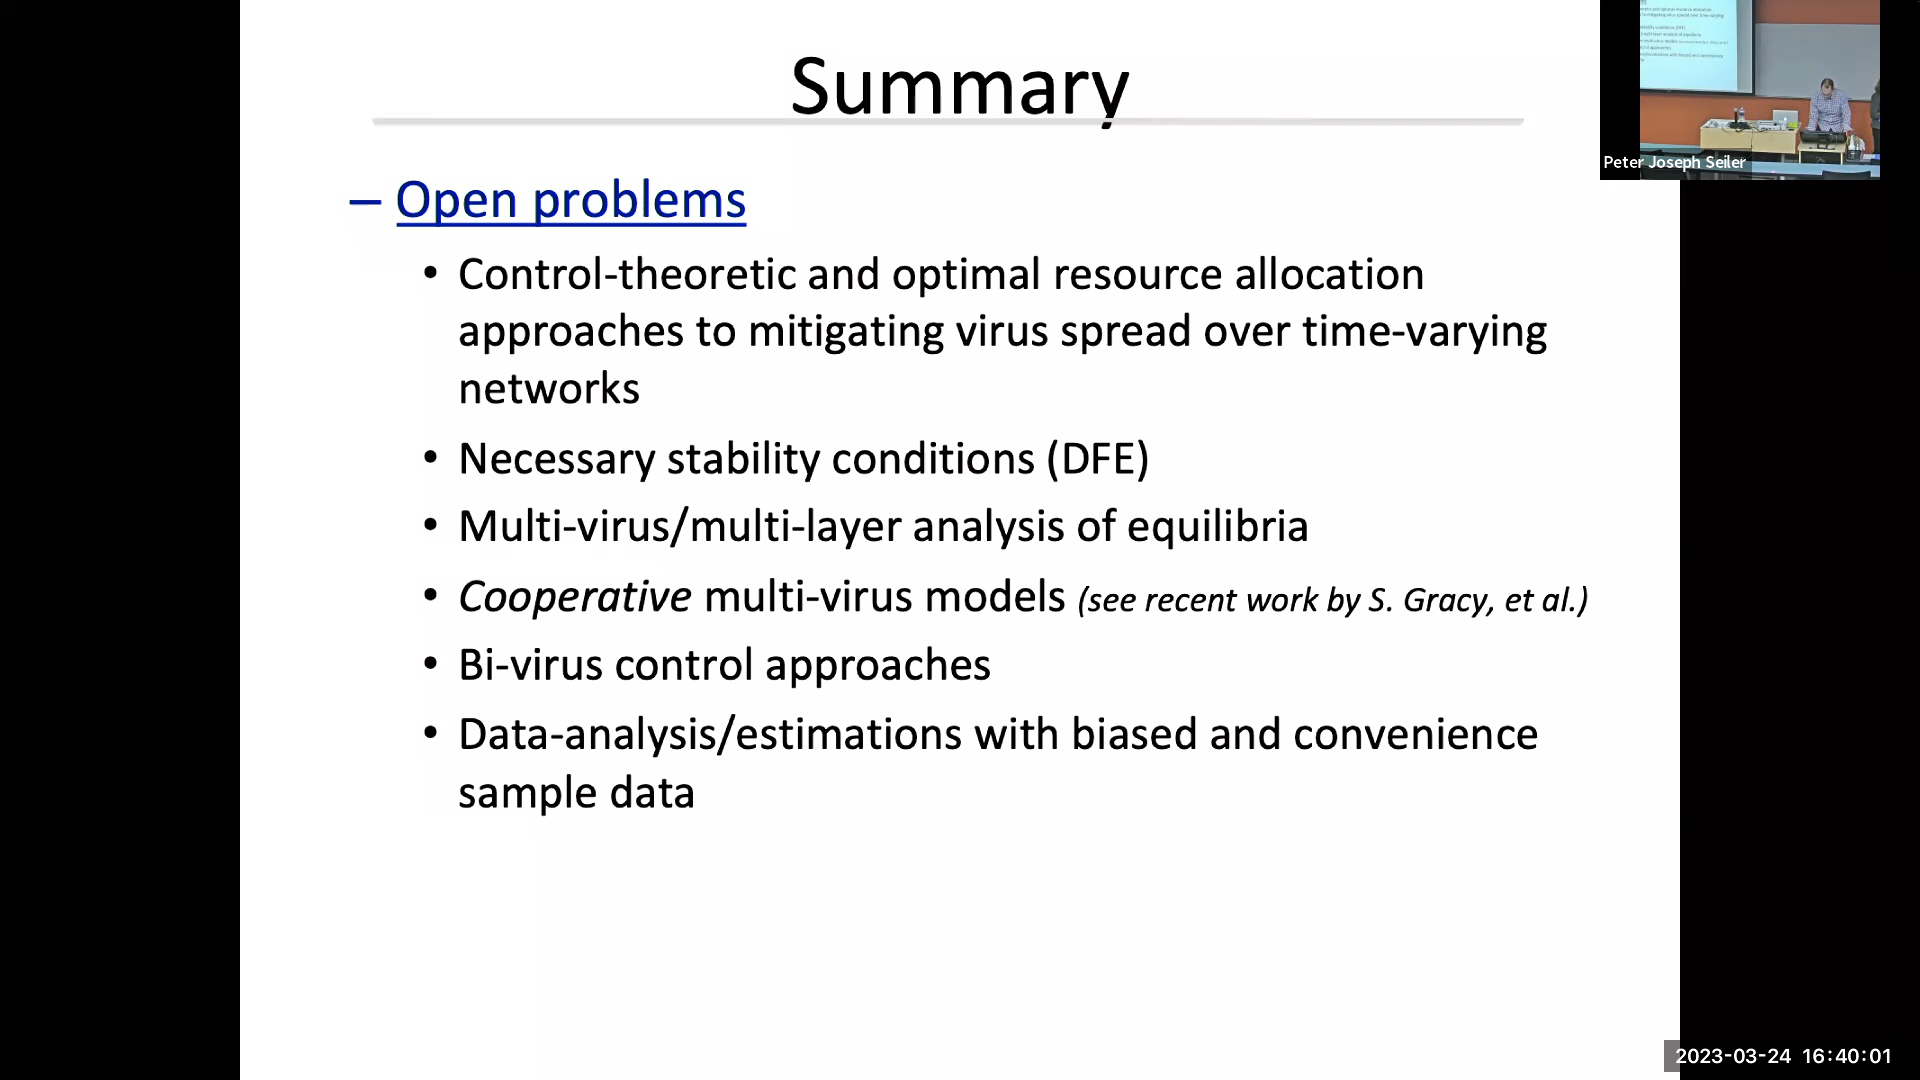 Summary
– Open problems
• Control-theoretic and optimal resource allocation
approaches to mitigating virus spread over time-varying
networks
• Necessary stability conditions (DFE)
• Multi-virus/multi-layer analysis of equilibria
• Cooperative multi-virus models (see recent work by S. Gracy, et al.)
• Bi-virus control approaches
• Data-analysis/estimations with biased and convenience
sample data
Peter Joseph Seiler
2023-03-24 16:40:01